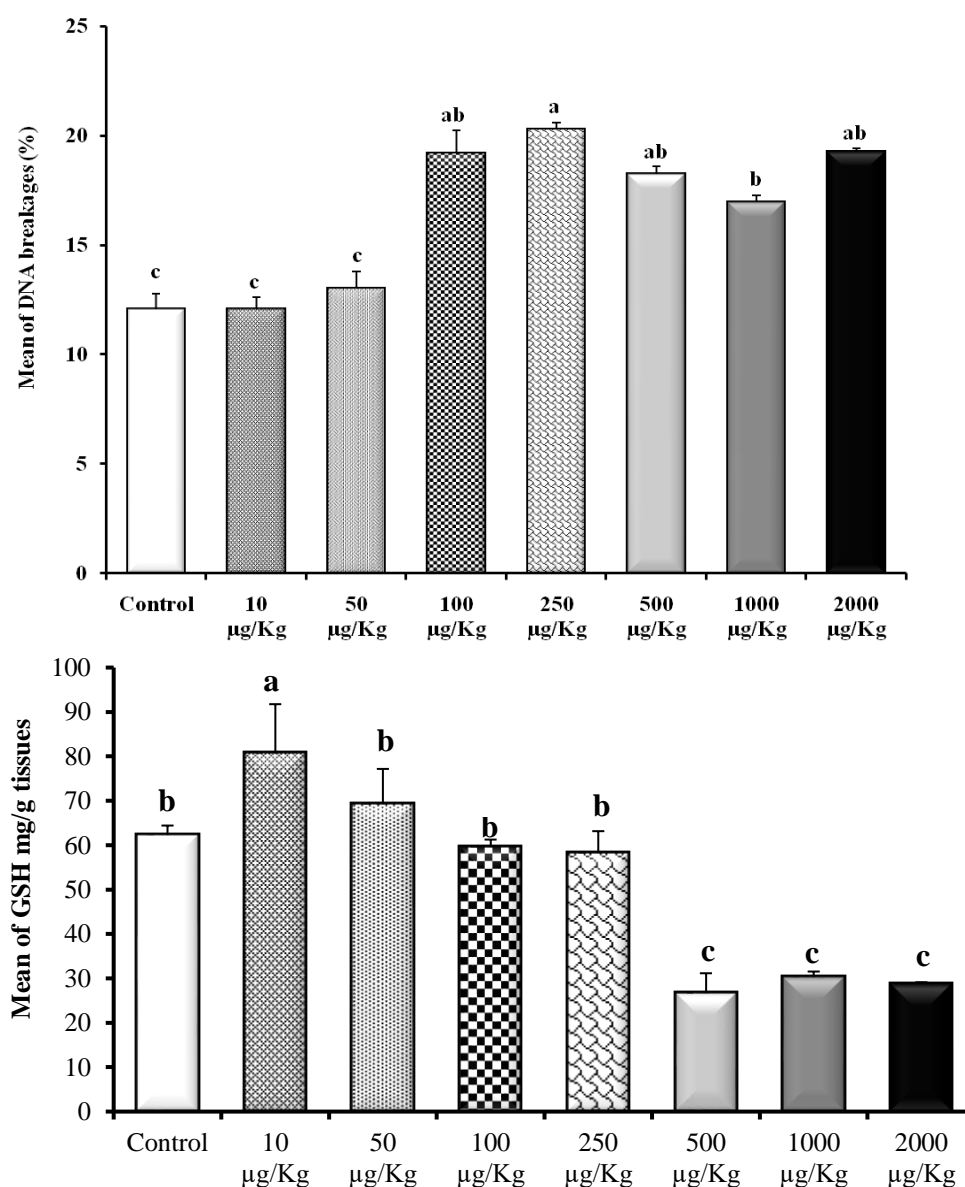 25
20
15
10
5
0
Mean of DNA breakages (%)
c
c
c
ab
a
ab
b
ab
Control 10 50 100 250 500 1000 2000
µg/Kg µg/Kg µg/Kg µg/Kg µg/Kg µg/Kg µg/Kg
100
90
80
70
60
50
40
30
20
10
0
Mean of GSH mg/g tissues
b
a
b
b
b
c
c
c
Control 10 50 100 250 500 1000 2000
µg/Kg µg/Kg µg/Kg µg/Kg µg/Kg µg/Kg µg/Kg